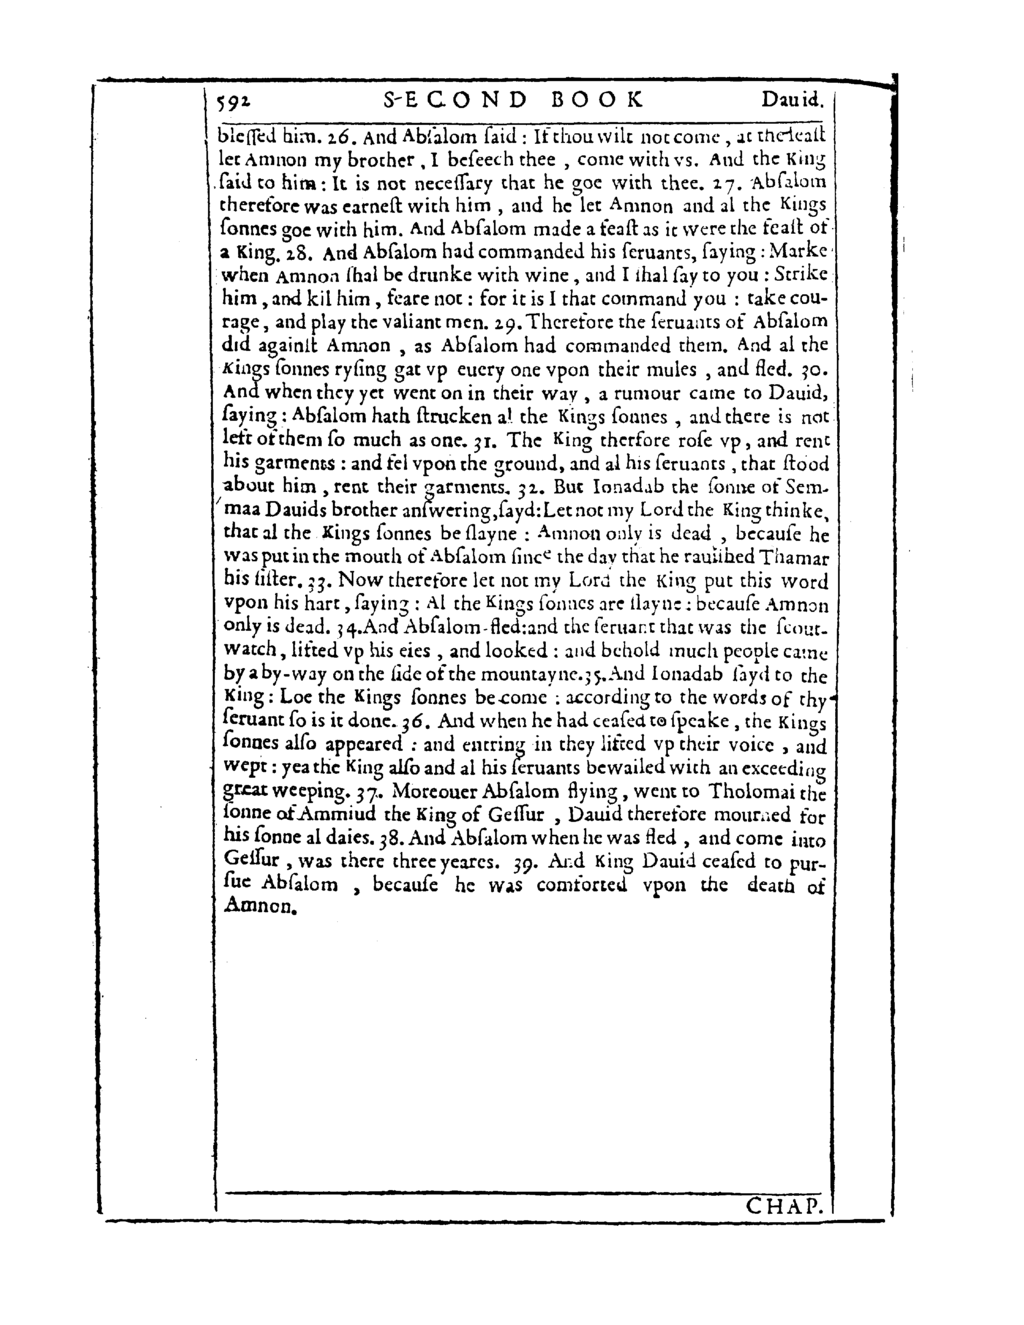 592 SECOND BOOK Dauid.
blessed him. 26. And Absalom said : If thou wilt not come , at the least
let Amnon my brother , I beseech thee , come with vs. And the King
said to him : It is not necessary that he goe with thee. 27. Absalom
therefore was earnest with him , and he let Amnon and al the Kings
sonnes goe with him. And Absalom made a feast as it were the feast of
a King. 28. And Absalom had commanded his seruants, saying : Marke
when Amnon shal be drunke with wine , and I shal say to you : Strike
him , and kil him , feare not : for it is I that command you : take cou-
rage , and play the valiant men. 29. Therefore the seruants of Absalom
did against Amnon , as Absalom had commanded them. And al the
Kings sonnes rysing gat vp euery one vpon their mules , and fled. 30.
And when they yet went on in their way , a rumour came to Dauid,
saying : Absalom hath strucken al the Kings sonnes , and there is not
left of them so much as one. 31. The King therfore rose vp , and rent
his garments : and fel vpon the ground, and al his seruants , that stood
about him , rent their garments. 32. But Ionadab the sonne of Sem-
maa Dauids brother answering,sayd:Let not my Lord the King thinke,
that al the Kings sonnes be slayne : Amnon only is dead , because he
was put in the mouth of Absalom since the day that he rauished Thamar
his sister. 33. Now therefore let not my Lord the King put this word
vpon his hart , saying : Al the Kings sonnes are slayne : because Amnon
only is dead. 34.And Absalom fled:and the seruant that was the scout-
watch , lifted vp his eies , and looked : and behold much people came
by a by-way on the side of the mountayne.35.And Ionadab sayd to the
King : Loe the Kings sonnes be come : according to the words of thy
seruant so is it done. 36. And when he had ceased to speake , the Kings
sonnes also appeared : and entring in they lifted vp their voice , and
wept : yea the King also and al his seruants bewailed with an exceeding
great weeping. 37. Moreouer Absalom flying , went to Tholomai the
sonne of Ammiud the King of Gessur , Dauid therefore mourned for
his sonne al daies. 38. And Absalom when he was fled , and come into
Gessur , was there three yeares. 39. And King Dauid ceased to pur-
sue Absalom , because he was comforted vpon the death of
Amnon.
CHAP.